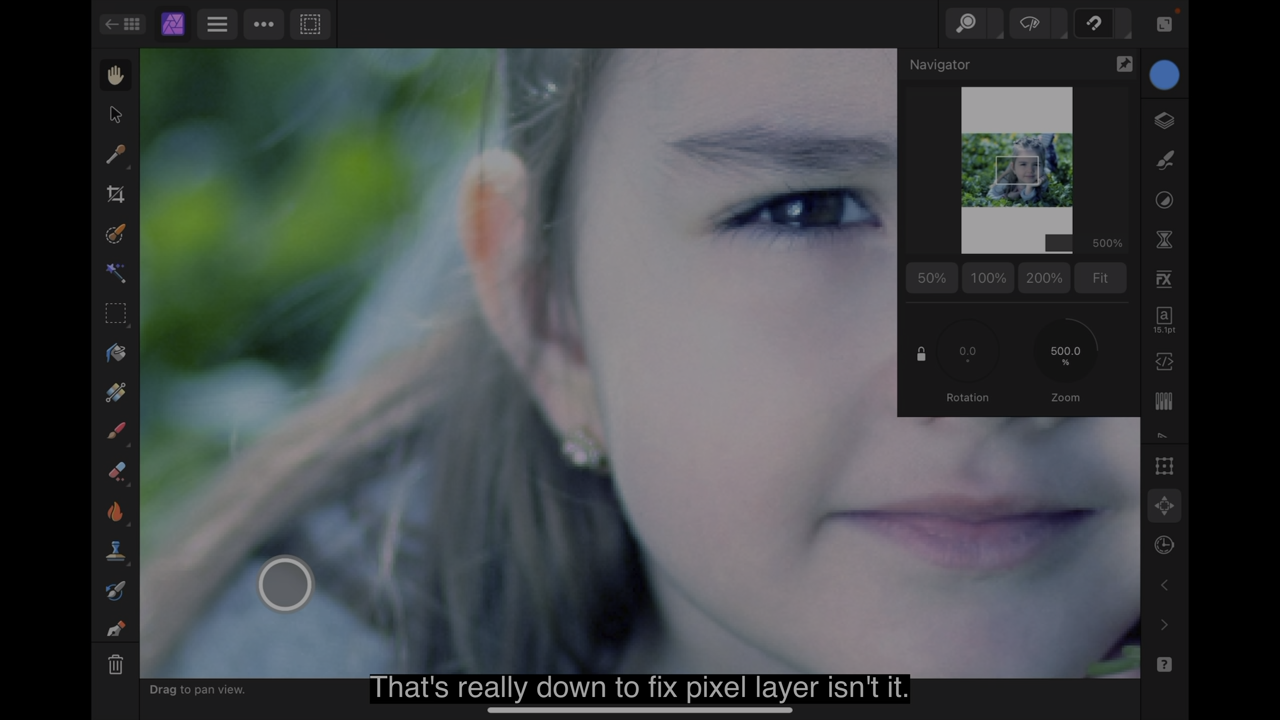 Navigator
500%
50% 100% 200% Fit
0.0 ° 500.0 %
Rotation Zoom
FX
a
15.1pt
?
Drag to pan view.
That's really down to fix pixel layer isn't it.